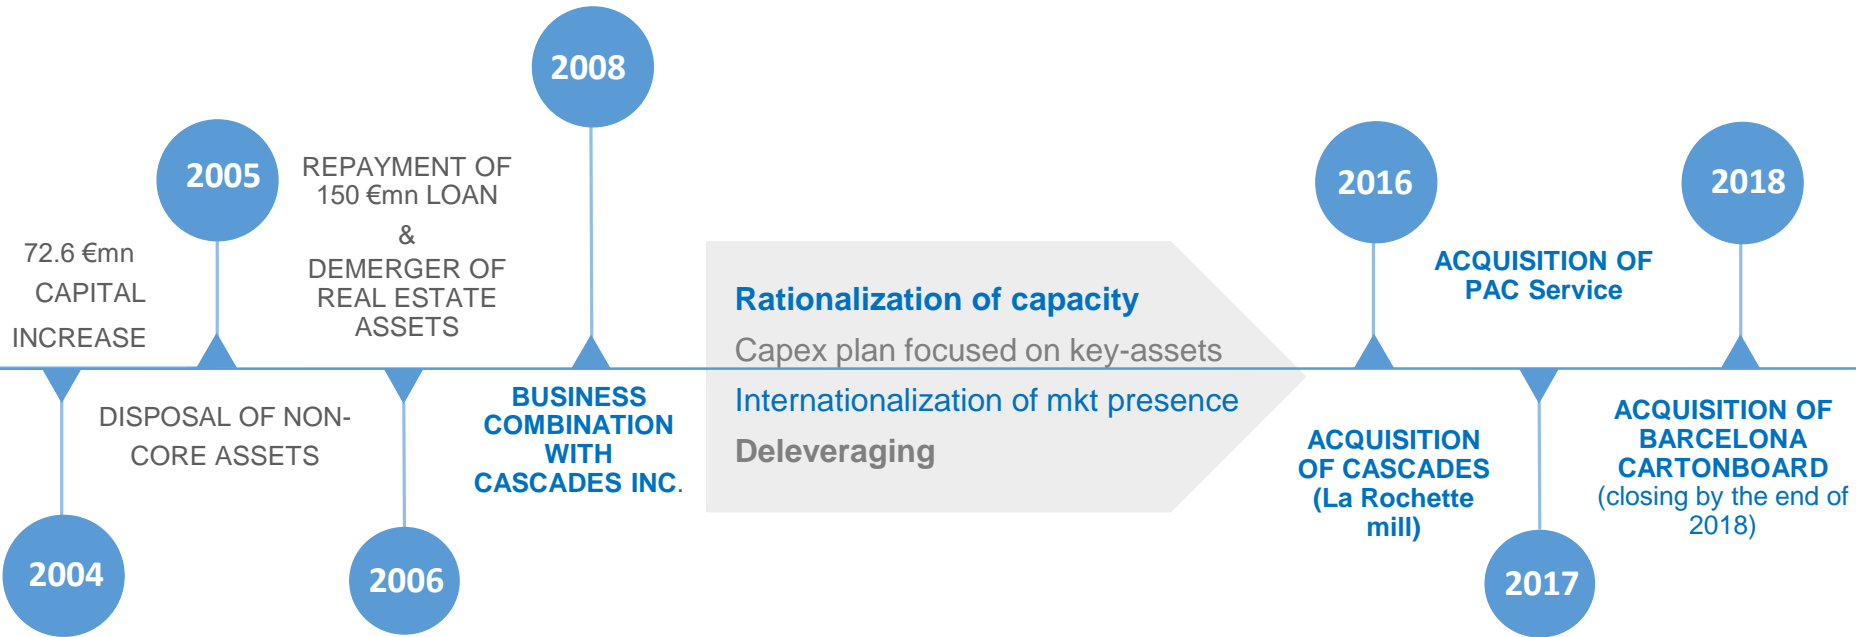 2004
72.6 €mn
CAPITAL
INCREASE
2005
DISPOSAL OF NON-
CORE ASSETS
2006
REPAYMENT OF
150 €mn LOAN
&
DEMERGER OF
REAL ESTATE
ASSETS
2008
BUSINESS
COMBINATION
WITH
CASCADES INC.
Rationalization of capacity
Capex plan focused on key-assets
Internationalization of mkt presence
Deleveraging
2016
ACQUISITION
OF CASCADES
(La Rochette
mill)
2017
ACQUISITION OF
PAC Service
2018
ACQUISITION OF
BARCELONA
CARTONBOARD
(closing by the end of
2018)